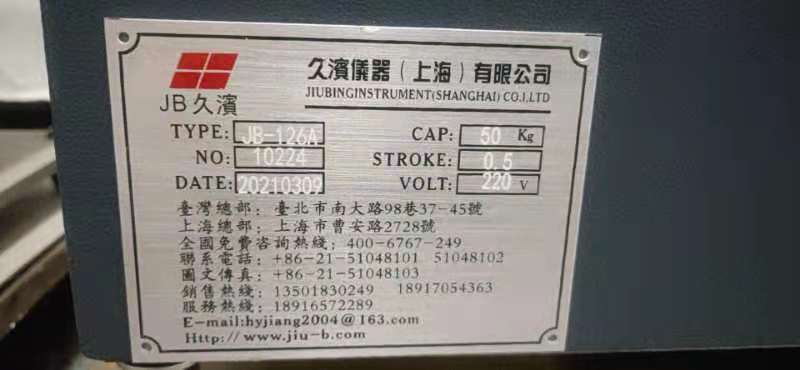 久濱儀器（上海）有限公司
JIUBINGINSTRUMENT(SHANGHAI) CO.I,LTD
JB 久濱
TYPE: JB-126A CAP: 50 Kg
NO: 10224 STROKE: 0.5
DATE: 20210309 VOLT: 220 V
臺灣總部：臺北市南大路98巷37-45號
上海總部：上海市曹安路2728號
全國免費咨詢熱綫：400-6767-249
聯系電話：+86-21-51048101 51048102
圖文傳真：+86-21-51048103
銷售熱綫：13501830249 18917054363
服務熱綫：18916572289
E-mail:hyjiang2004@163.com
Http://www.jiu-b.com